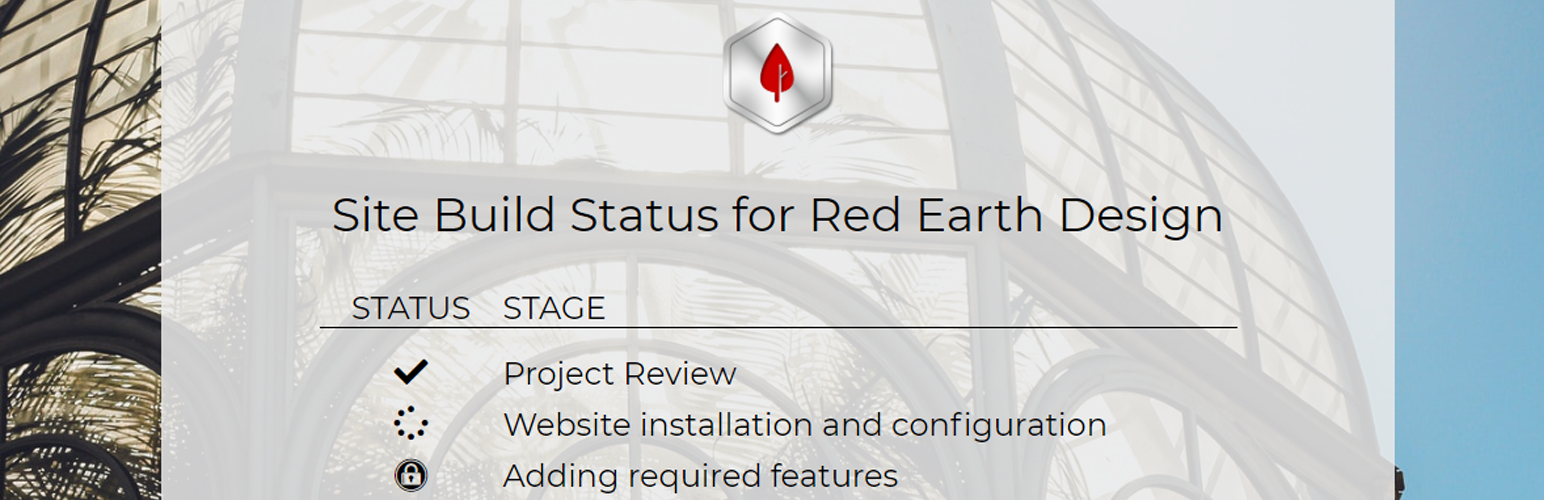 Site Build Status for Red Earth Design
STATUS STAGE
Project Review
Website installation and configuration
Adding required features